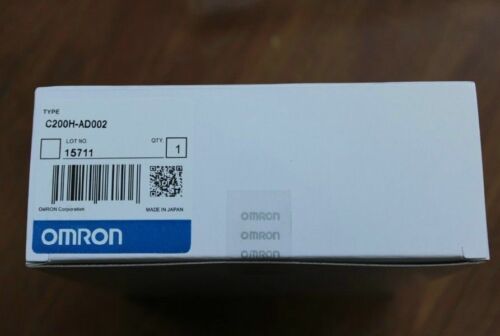 TYPE
C200H-AD002
LOT NO. QTY.
15711 1
OMRON Corporation MADE IN JAPAN
OMRON
OMRON
OMRON
OMRON